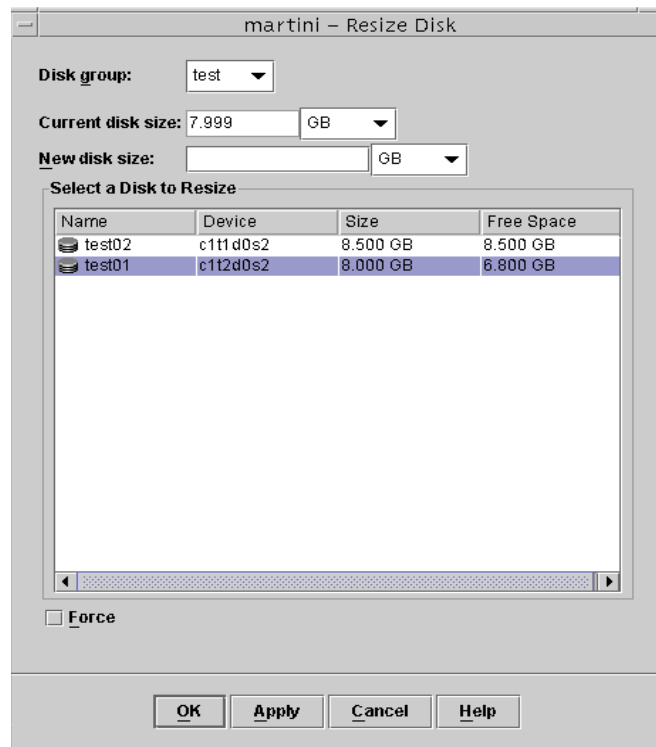 martini – Resize Disk
Disk group: test
Current disk size: 7.999 GB
New disk size: GB
Select a Disk to Resize
Name Device Size Free Space
test02 c1t1d0s2 8.500 GB 8.500 GB
test01 c1t2d0s2 8.000 GB 6.800 GB
Force
OK Apply Cancel Help